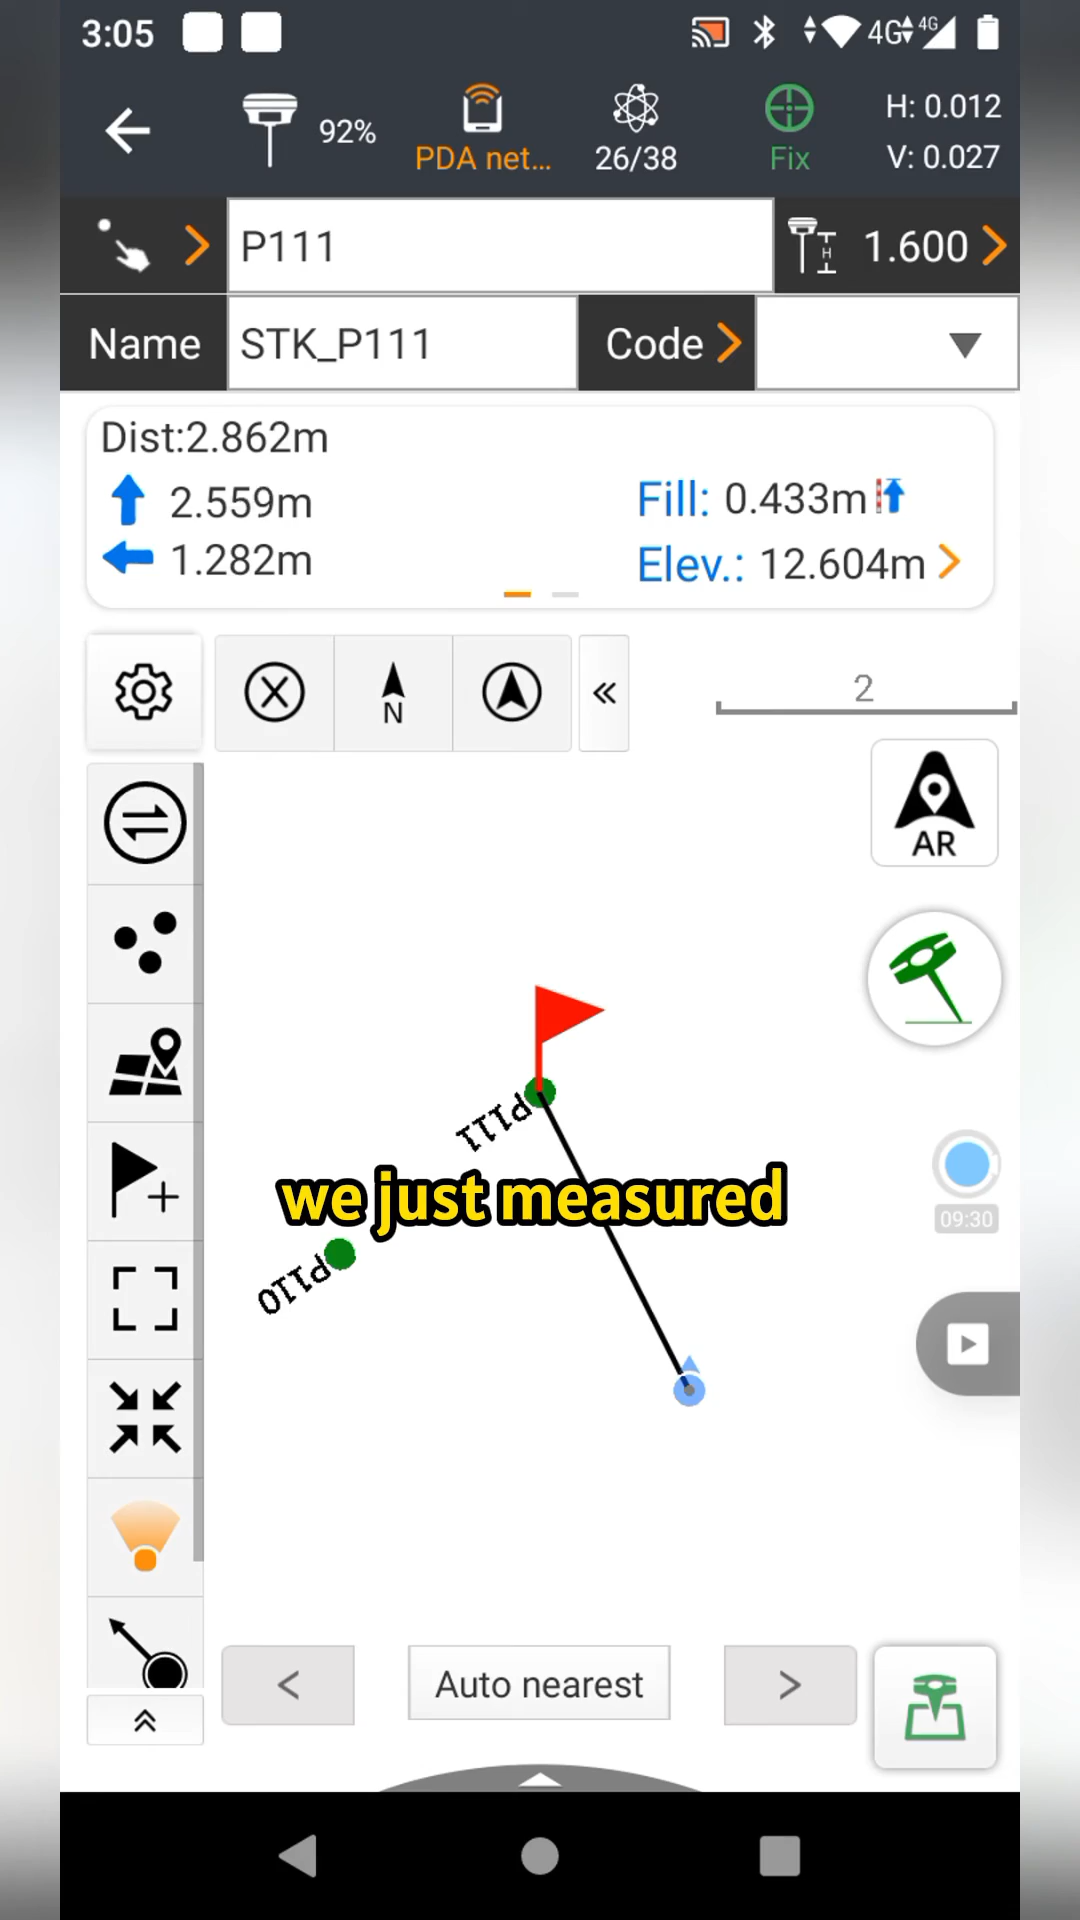 3:05
4G 4G
92%
PDA net...
26/38
Fix
H: 0.012
V: 0.027
P111
H
1.600
Name
STK_P111
Code
Dist:2.862m
2.559m
Fill: 0.433m
1.282m
Elev.: 12.604m
X
N
2
AR
P111
we just measured
09:30
P110
< Auto nearest >